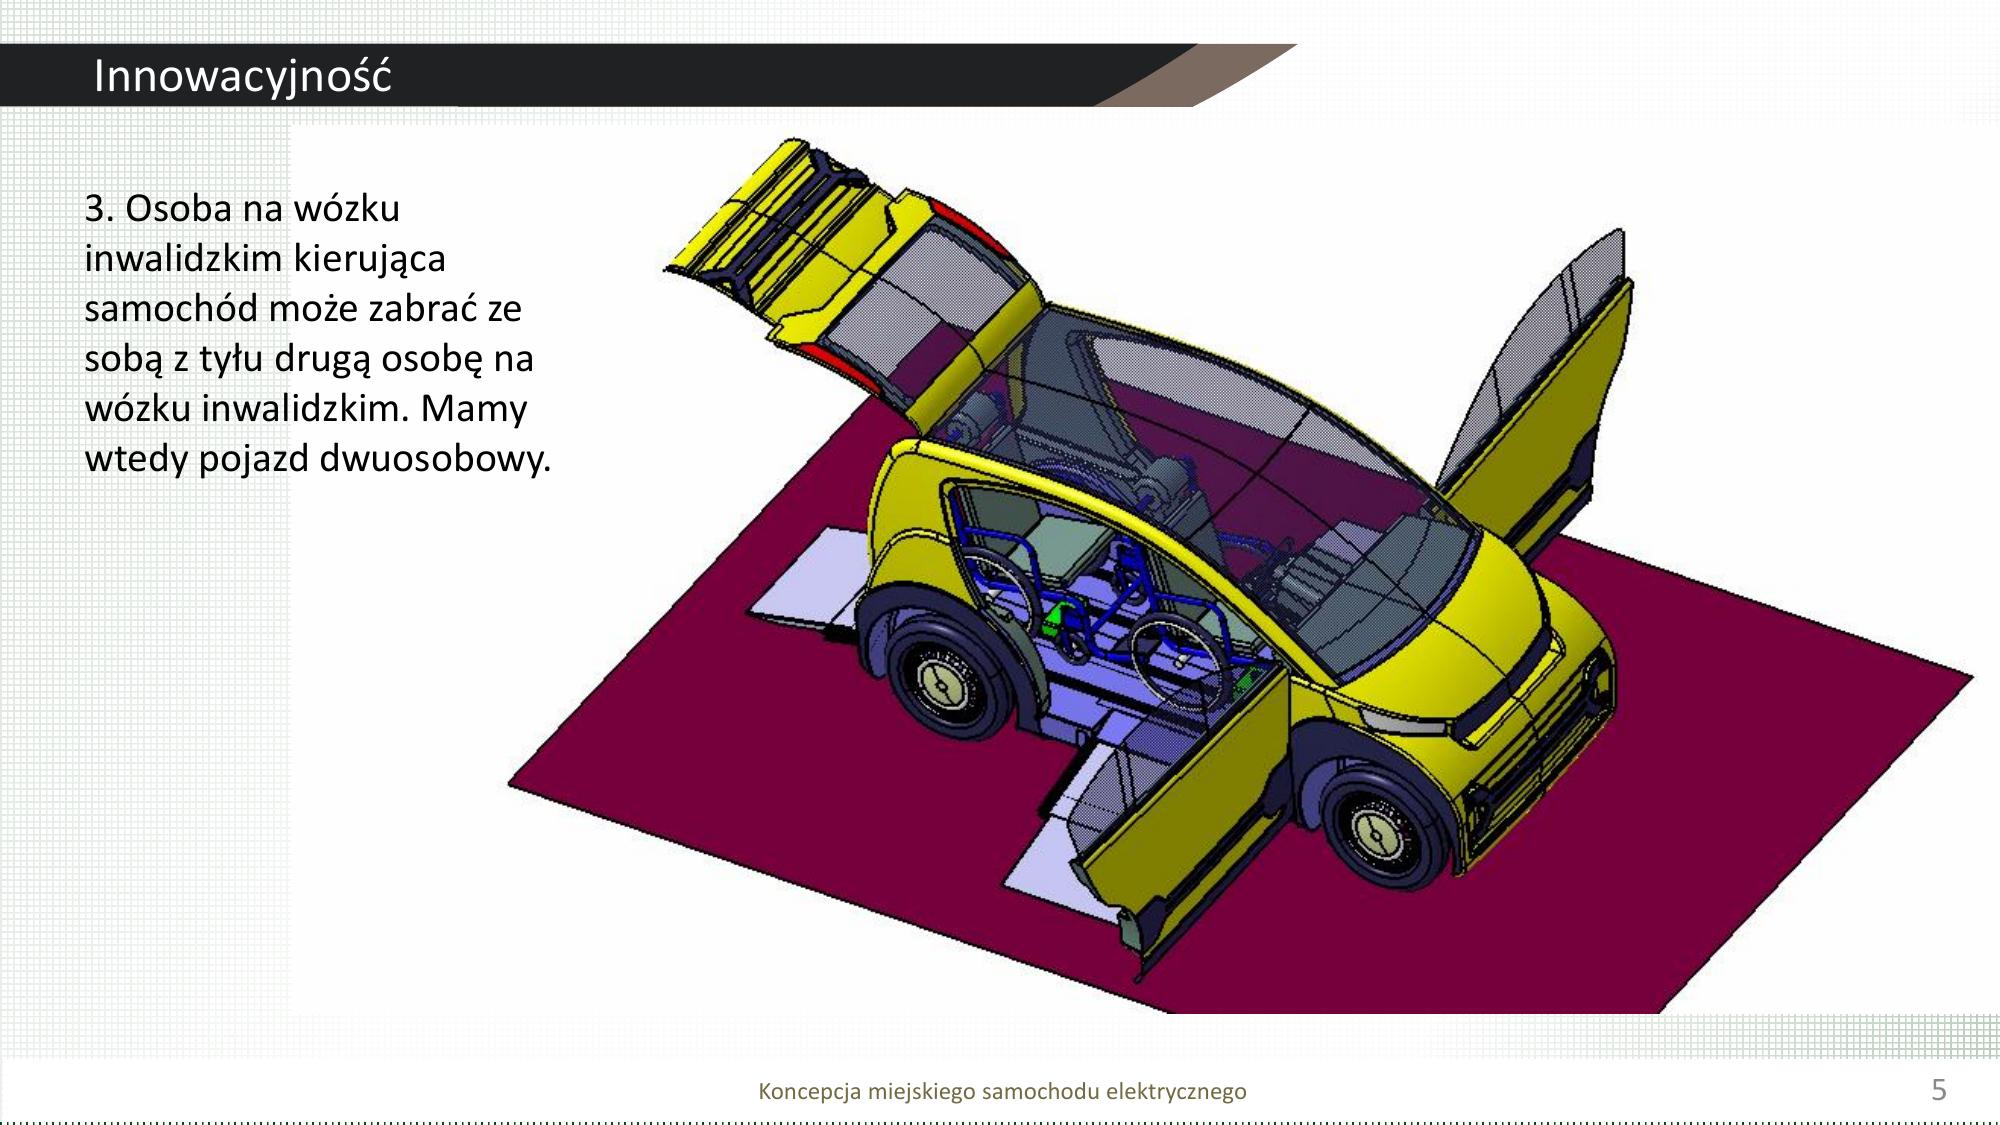 Innowacyjność
3. Osoba na wózku
inwalidzkim kierująca
samochód może zabrać ze
sobą z tyłu drugą osobę na
wózku inwalidzkim. Mamy
wtedy pojazd dwuosobowy.
Koncepcja miejskiego samochodu elektrycznego
5